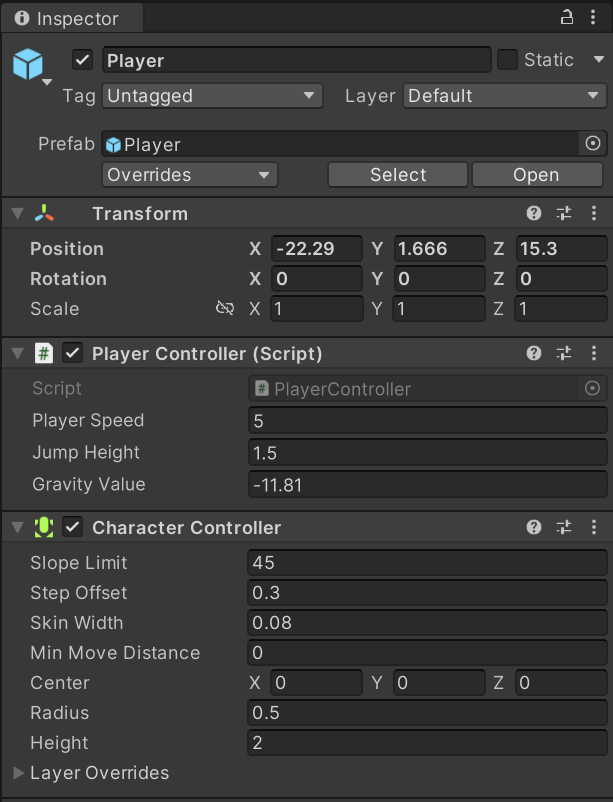 Inspector
Player Static
Tag Untagged Layer Default
Prefab Player
Overrides Select Open
Transform
Position X -22.29 Y 1.666 Z 15.3
Rotation X 0 Y 0 Z 0
Scale X 1 Y 1 Z 1
# Player Controller (Script)
Script # PlayerController
Player Speed 5
Jump Height 1.5
Gravity Value -11.81
Character Controller
Slope Limit 45
Step Offset 0.3
Skin Width 0.08
Min Move Distance 0
Center X 0 Y 0 Z 0
Radius 0.5
Height 2
Layer Overrides